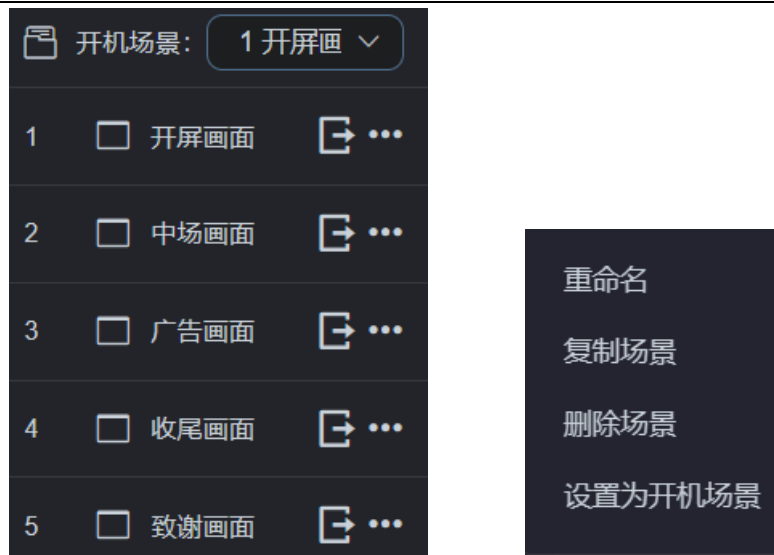 开机场景： 1 开屏画
1 开屏画面
2 中场画面
3 广告画面
4 收尾画面
5 致谢画面
重命名
复制场景
删除场景
设置为开机场景